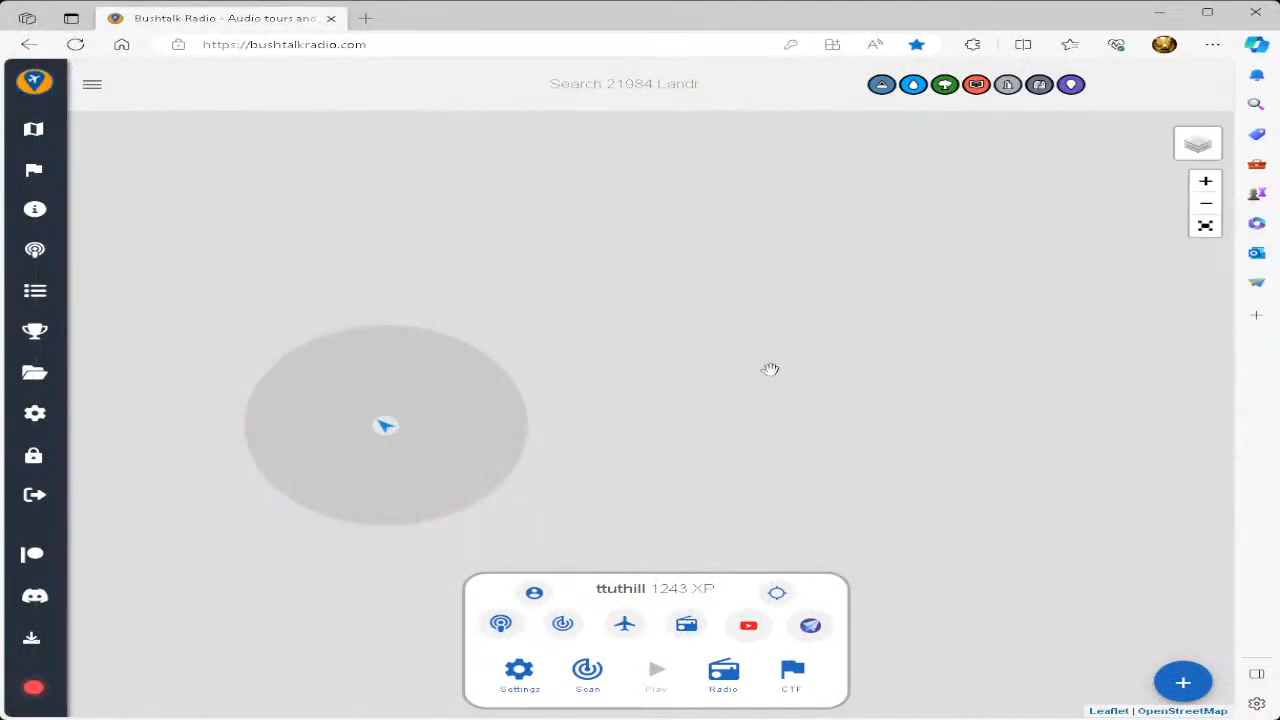 Bushtalk Radio - Audio tours and
https://bushtalkradio.com
Search 21984 Landr
ttuthill 1243 XP
Settings
Scan
Play
Radio
CTF
Leaflet | OpenStreetMap